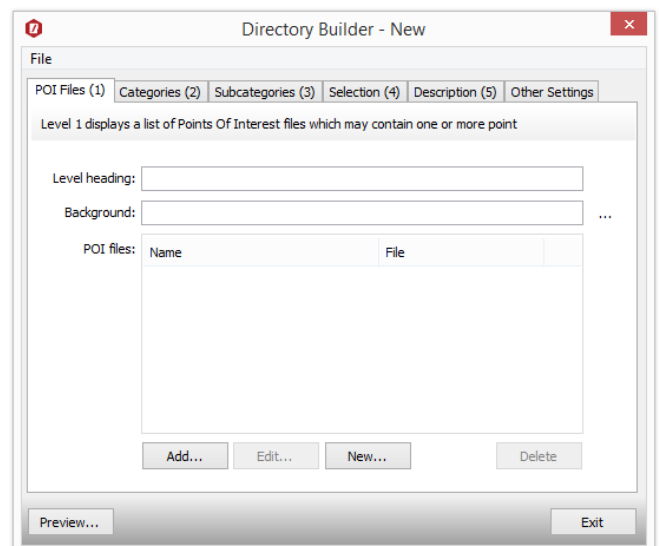 Directory Builder - New
File
POI Files (1) Categories (2) Subcategories (3) Selection (4) Description (5) Other Settings
Level 1 displays a list of Points Of Interest files which may contain one or more point
Level heading:
Background: ...
POI files: Name File
Add... Edit... New... Delete
Preview... Exit